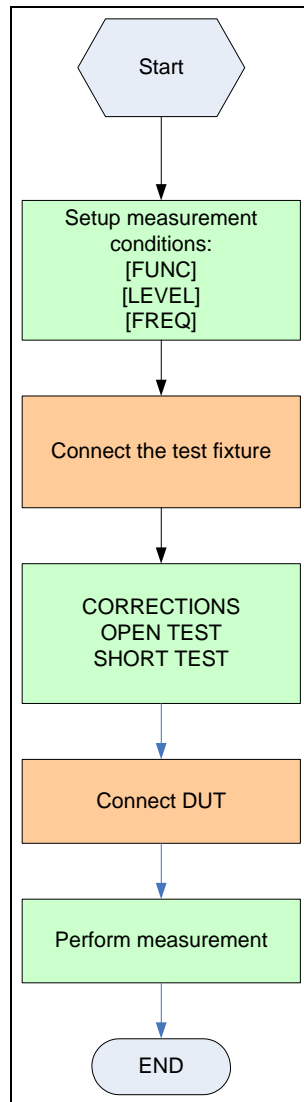 Start
Setup measurement
conditions:
[FUNC]
[LEVEL]
[FREQ]
Connect the test fixture
CORRECTIONS
OPEN TEST
SHORT TEST
Connect DUT
Perform measurement
END